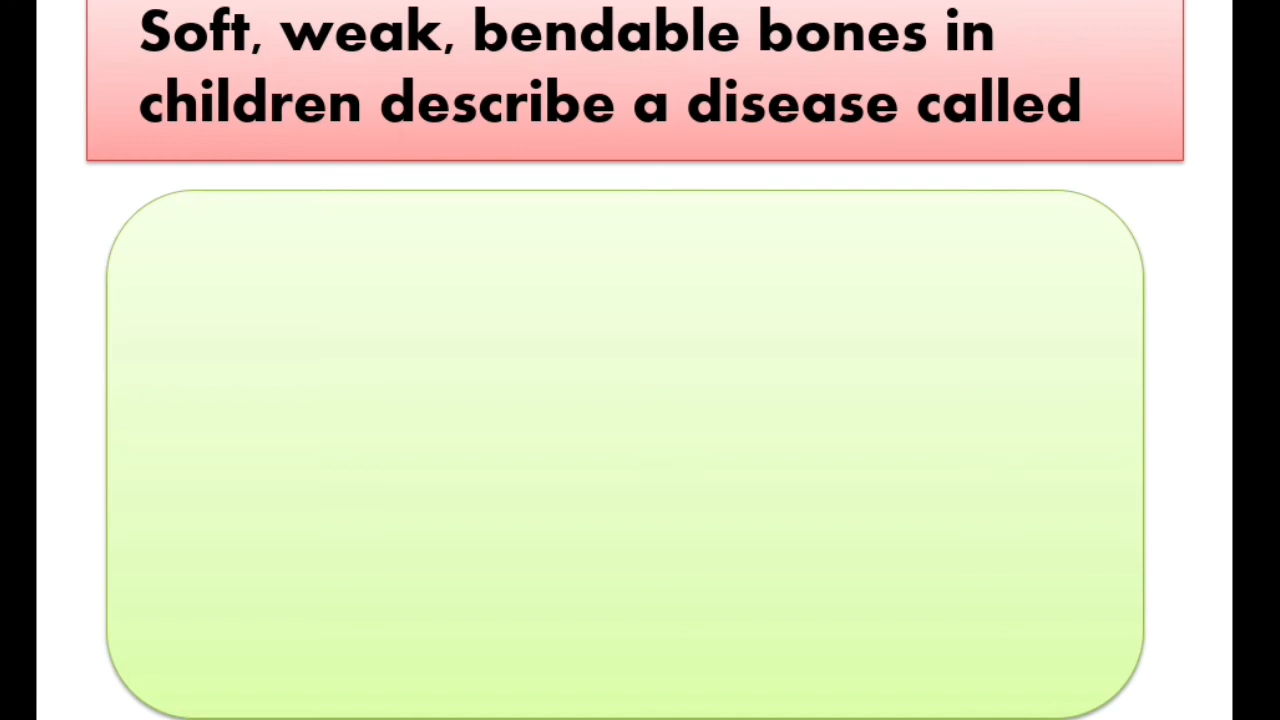 Soft, weak, bendable bones in
children describe a disease called